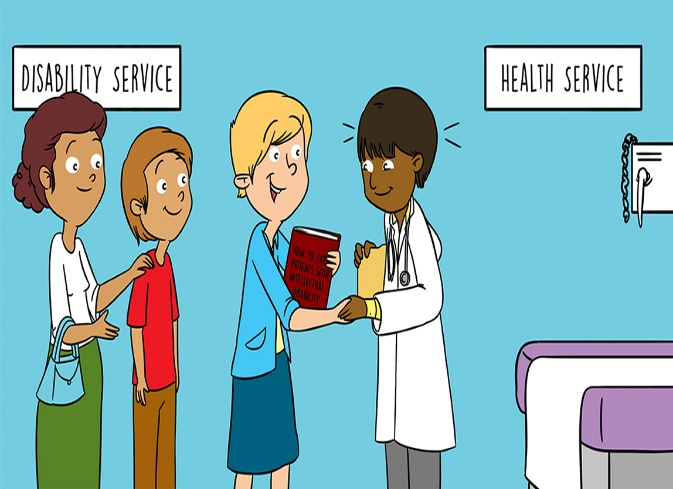 DISABILITY SERVICE
HEALTH SERVICE
HOW TO
PATIENTS WITH
INTELLECTUAL
DISABILITY